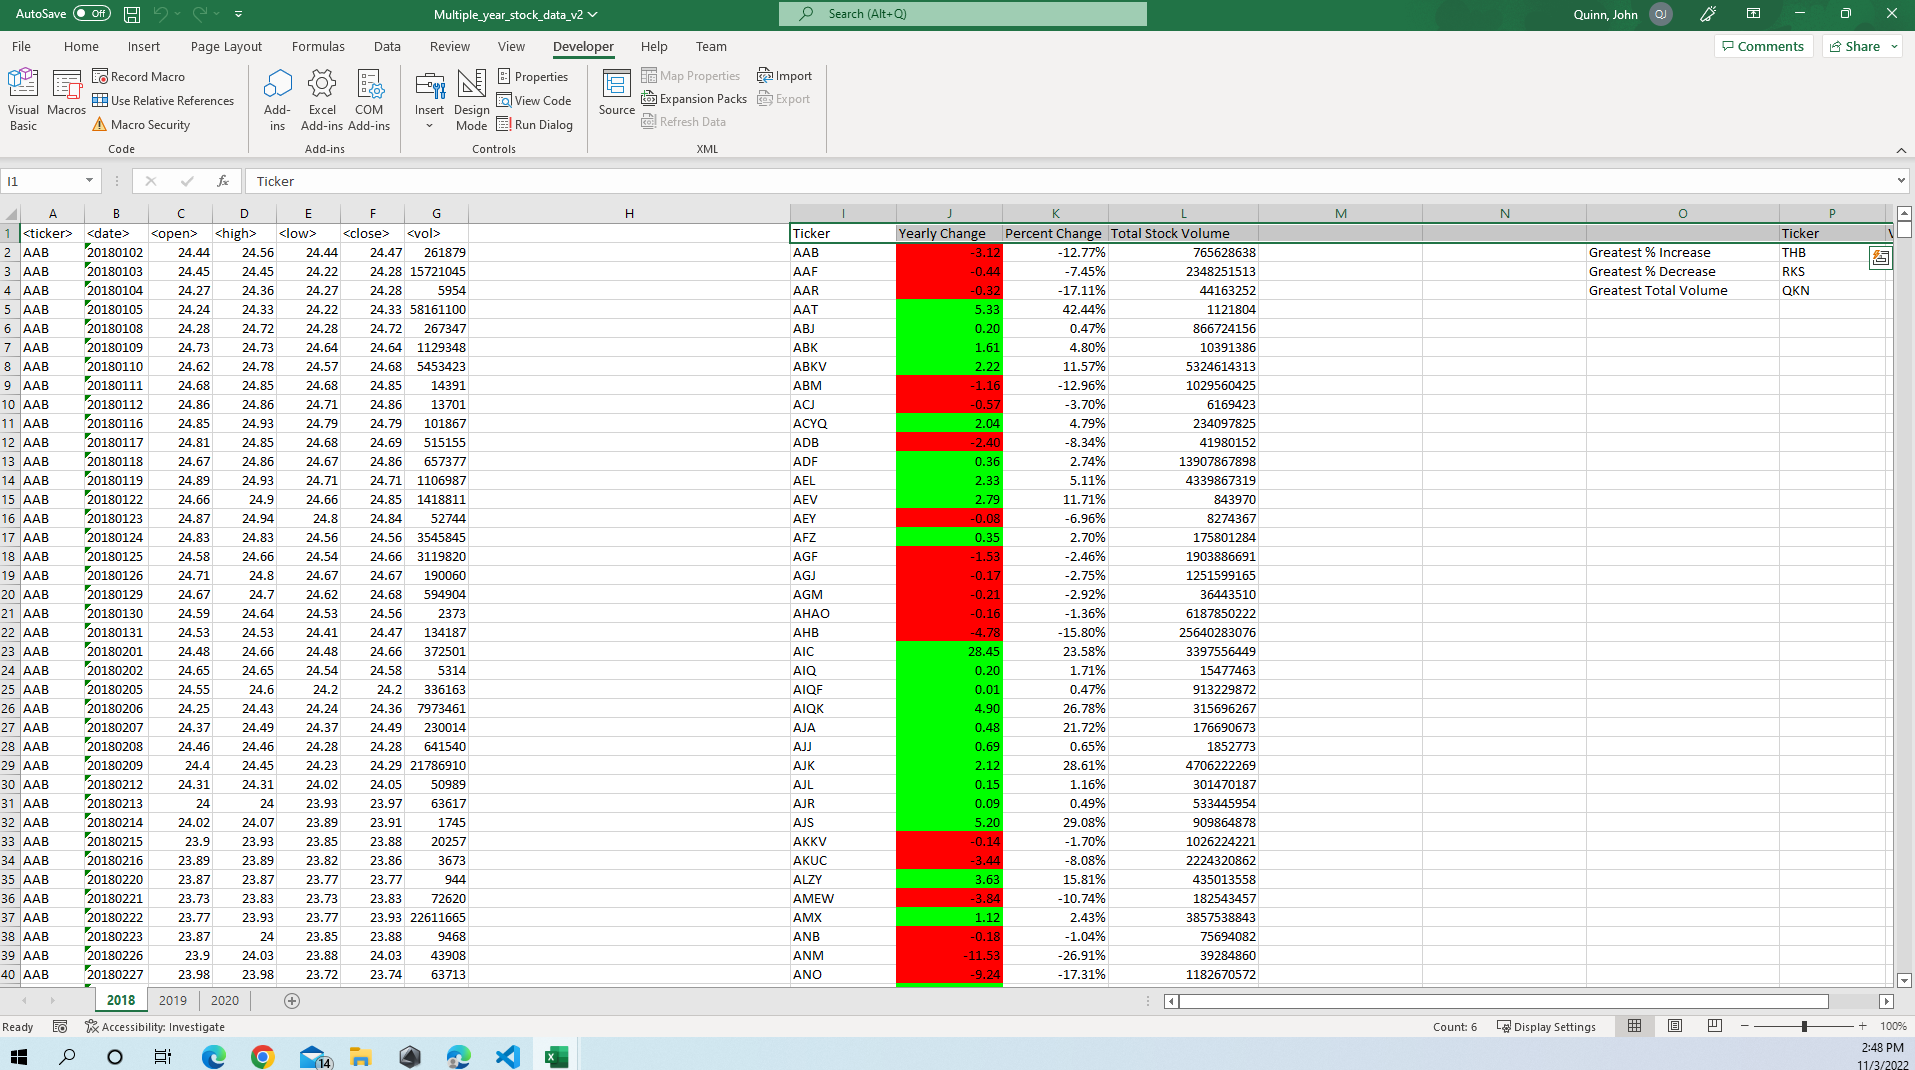 AutoSave Off Multiple_year_stock_data_v2 Search (Alt+Q) Quinn, John QJ
File Home Insert Page Layout Formulas Data Review View Developer Help Team Comments Share
Visual Basic Macros Record Macro Use Relative References Macro Security Code
Add-ins Excel Add-ins COM Add-ins Add-ins
Insert Design Mode Properties View Code Run Dialog Controls
Source Map Properties Expansion Packs Refresh Data Import Export XML
I1 fx Ticker
A B C D E F G H I J K L M N O P
1 <ticker> <date> <open> <high> <low> <close> <vol> Ticker Yearly Change Percent Change Total Stock Volume Ticker
2 AAB 20180102 24.44 24.56 24.44 24.47 261879 AAB -3.12 -12.77% 765628638 Greatest % Increase THB
3 AAB 20180103 24.45 24.45 24.22 24.28 15721045 AAF -0.44 -7.45% 2348251513 Greatest % Decrease RKS
4 AAB 20180104 24.27 24.36 24.27 24.28 5954 AAR -0.32 -17.11% 44163252 Greatest Total Volume QKN
5 AAB 20180105 24.24 24.33 24.22 24.33 58161100 AAT 5.33 42.44% 1121804
6 AAB 20180108 24.28 24.72 24.28 24.72 267347 ABJ 0.20 0.47% 866724156
7 AAB 20180109 24.73 24.73 24.64 24.64 1129348 ABK 1.61 4.80% 10391386
8 AAB 20180110 24.62 24.78 24.57 24.68 5453423 ABKV 2.22 11.57% 5324614313
9 AAB 20180111 24.68 24.85 24.68 24.85 14391 ABM -1.16 -12.96% 1029560425
10 AAB 20180112 24.86 24.86 24.71 24.86 13701 ACJ -0.57 -3.70% 6169423
11 AAB 20180116 24.85 24.93 24.79 24.79 101867 ACYQ 2.04 4.79% 234097825
12 AAB 20180117 24.81 24.85 24.68 24.69 515155 ADB -2.40 -8.34% 41980152
13 AAB 20180118 24.67 24.86 24.67 24.86 657377 ADF 0.36 2.74% 13907867898
14 AAB 20180119 24.89 24.93 24.71 24.71 1106987 AEL 2.33 5.11% 4339867319
15 AAB 20180122 24.66 24.9 24.66 24.85 1418811 AEV 2.79 11.71% 843970
16 AAB 20180123 24.87 24.94 24.8 24.84 52744 AEY -0.08 -6.96% 8274367
17 AAB 20180124 24.83 24.83 24.56 24.56 3545845 AFZ 0.35 2.70% 175801284
18 AAB 20180125 24.58 24.66 24.54 24.66 3119820 AGF -1.53 -2.46% 1903886691
19 AAB 20180126 24.71 24.8 24.67 24.67 190060 AGJ -0.17 -2.75% 1251599165
20 AAB 20180129 24.67 24.7 24.62 24.68 594904 AGM -0.21 -2.92% 36443510
21 AAB 20180130 24.59 24.64 24.53 24.56 2373 AHAO -0.16 -1.36% 6187850222
22 AAB 20180131 24.53 24.53 24.41 24.47 134187 AHB -4.78 -15.80% 25640283076
23 AAB 20180201 24.48 24.66 24.48 24.66 372501 AIC 28.45 23.58% 3397556449
24 AAB 20180202 24.65 24.65 24.54 24.58 5314 AIQ 0.20 1.71% 15477463
25 AAB 20180205 24.55 24.6 24.2 24.2 336163 AIQF 0.01 0.47% 913229872
26 AAB 20180206 24.25 24.43 24.24 24.36 7973461 AIQK 4.90 26.78% 315696267
27 AAB 20180207 24.37 24.49 24.37 24.49 230014 AJA 0.48 21.72% 176690673
28 AAB 20180208 24.46 24.46 24.28 24.28 641540 AJJ 0.69 0.65% 1852773
29 AAB 20180209 24.4 24.45 24.23 24.29 21786910 AJK 2.12 28.61% 4706222269
30 AAB 20180212 24.31 24.31 24.02 24.05 50989 AJL 0.15 1.16% 301470187
31 AAB 20180213 24 24 23.93 23.97 63617 AJR 0.09 0.49% 533445954
32 AAB 20180214 24.02 24.07 23.89 23.91 1745 AJS 5.20 29.08% 909864878
33 AAB 20180215 23.9 23.93 23.85 23.88 20257 AKKV -0.14 -1.70% 1026224221
34 AAB 20180216 23.89 23.89 23.82 23.86 3673 AKUC -3.44 -8.08% 2224320862
35 AAB 20180220 23.87 23.87 23.77 23.77 944 ALZY 3.63 15.81% 435013558
36 AAB 20180221 23.73 23.83 23.73 23.83 72620 AMEW -3.84 -10.74% 182543457
37 AAB 20180222 23.77 23.93 23.77 23.93 22611665 AMX 1.12 2.43% 3857538843
38 AAB 20180223 23.87 24 23.85 23.88 9468 ANB -0.18 -1.04% 75694082
39 AAB 20180226 23.9 24.03 23.88 24.03 43908 ANM -11.53 -26.91% 39284860
40 AAB 20180227 23.98 23.98 23.72 23.74 63713 ANO -9.24 -17.31% 1182670572
2018 2019 2020
Ready Accessibility: Investigate Count: 6 Display Settings 100%
14
2:48 PM
11/3/2022